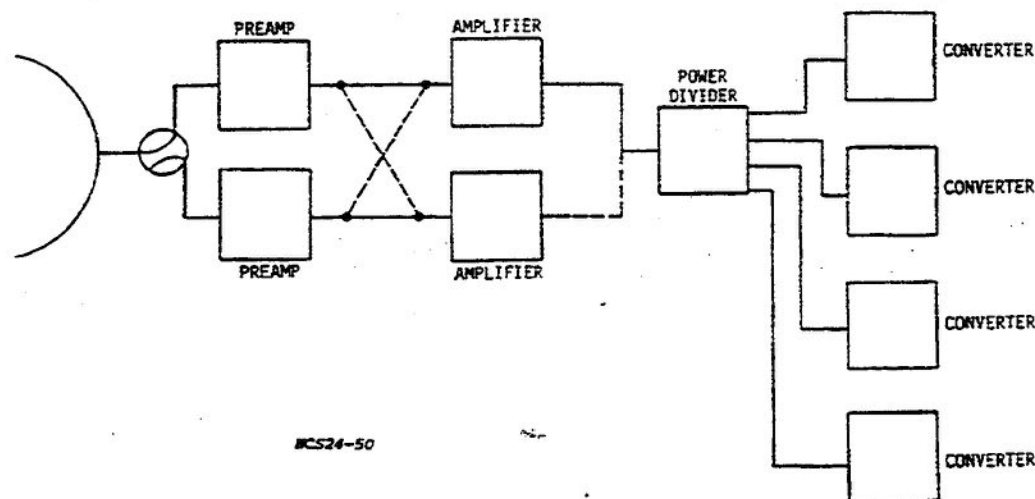 PREAMP
AMPLIFIER
CONVERTER
POWER
DIVIDER
CONVERTER
PREAMP
AMPLIFIER
CONVERTER
CONVERTER